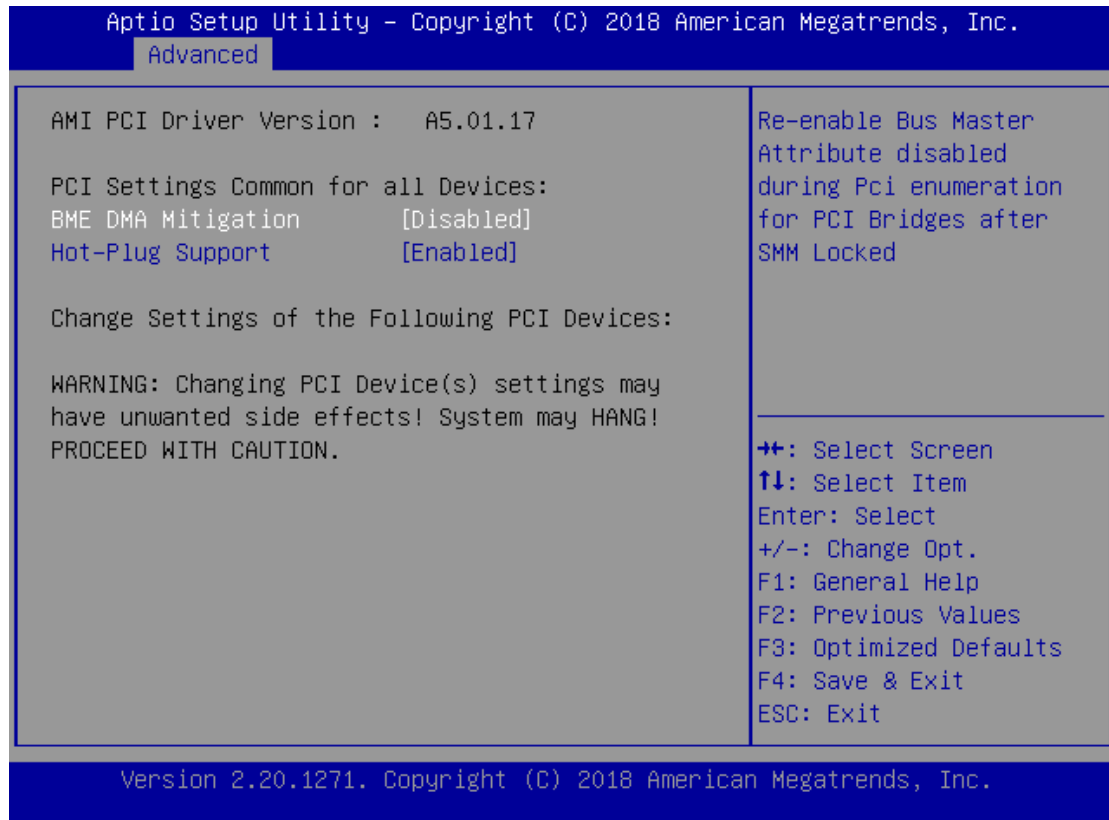 Aptio Setup Utility – Copyright (C) 2018 American Megatrends, Inc.
Advanced
AMI PCI Driver Version : A5.01.17
PCI Settings Common for all Devices:
BME DMA Mitigation [Disabled]
Hot-Plug Support [Enabled]
Change Settings of the Following PCI Devices:
WARNING: Changing PCI Device(s) settings may
have unwanted side effects! System may HANG!
PROCEED WITH CAUTION.
Re-enable Bus Master
Attribute disabled
during Pci enumeration
for PCI Bridges after
SMM Locked
→←: Select Screen
↑↓: Select Item
Enter: Select
+/-: Change Opt.
F1: General Help
F2: Previous Values
F3: Optimized Defaults
F4: Save & Exit
ESC: Exit
Version 2.20.1271. Copyright (C) 2018 American Megatrends, Inc.